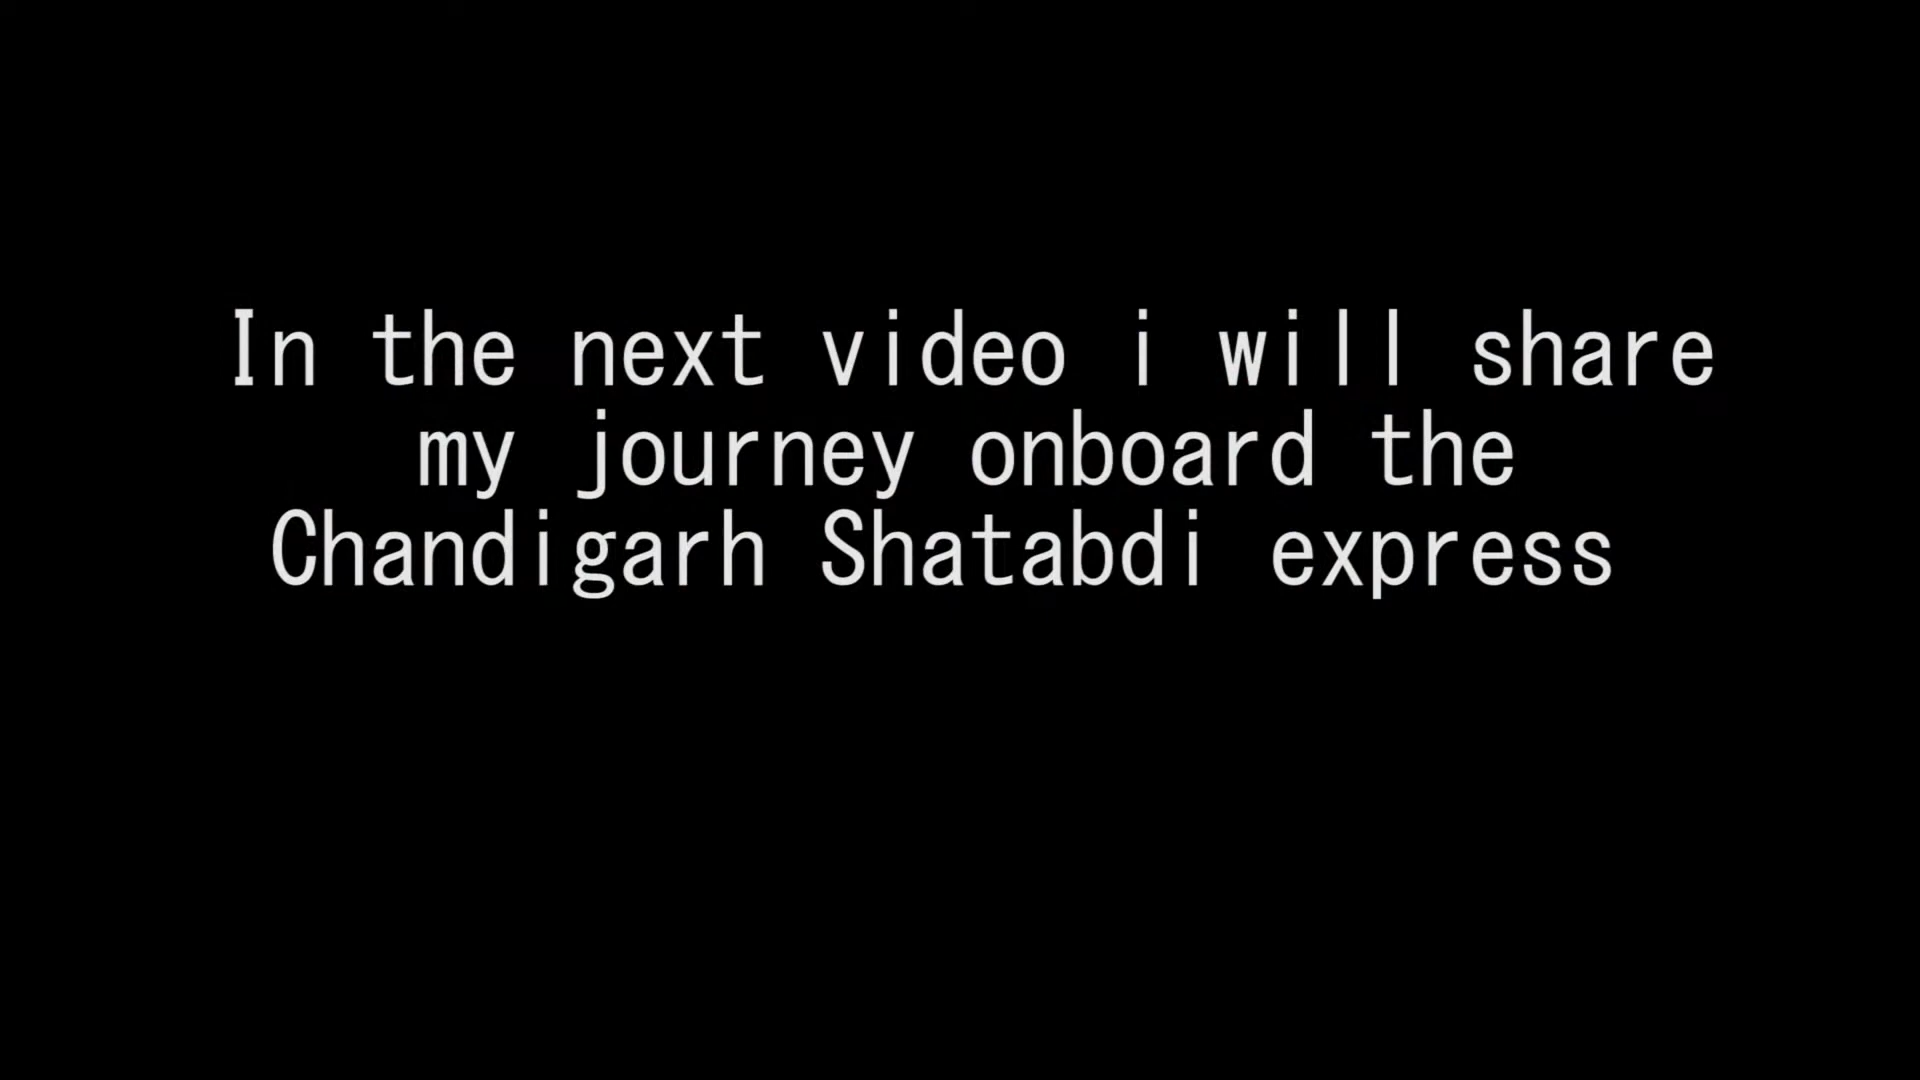 In the next video i will share
my journey onboard the
Chandigarh Shatabdi express